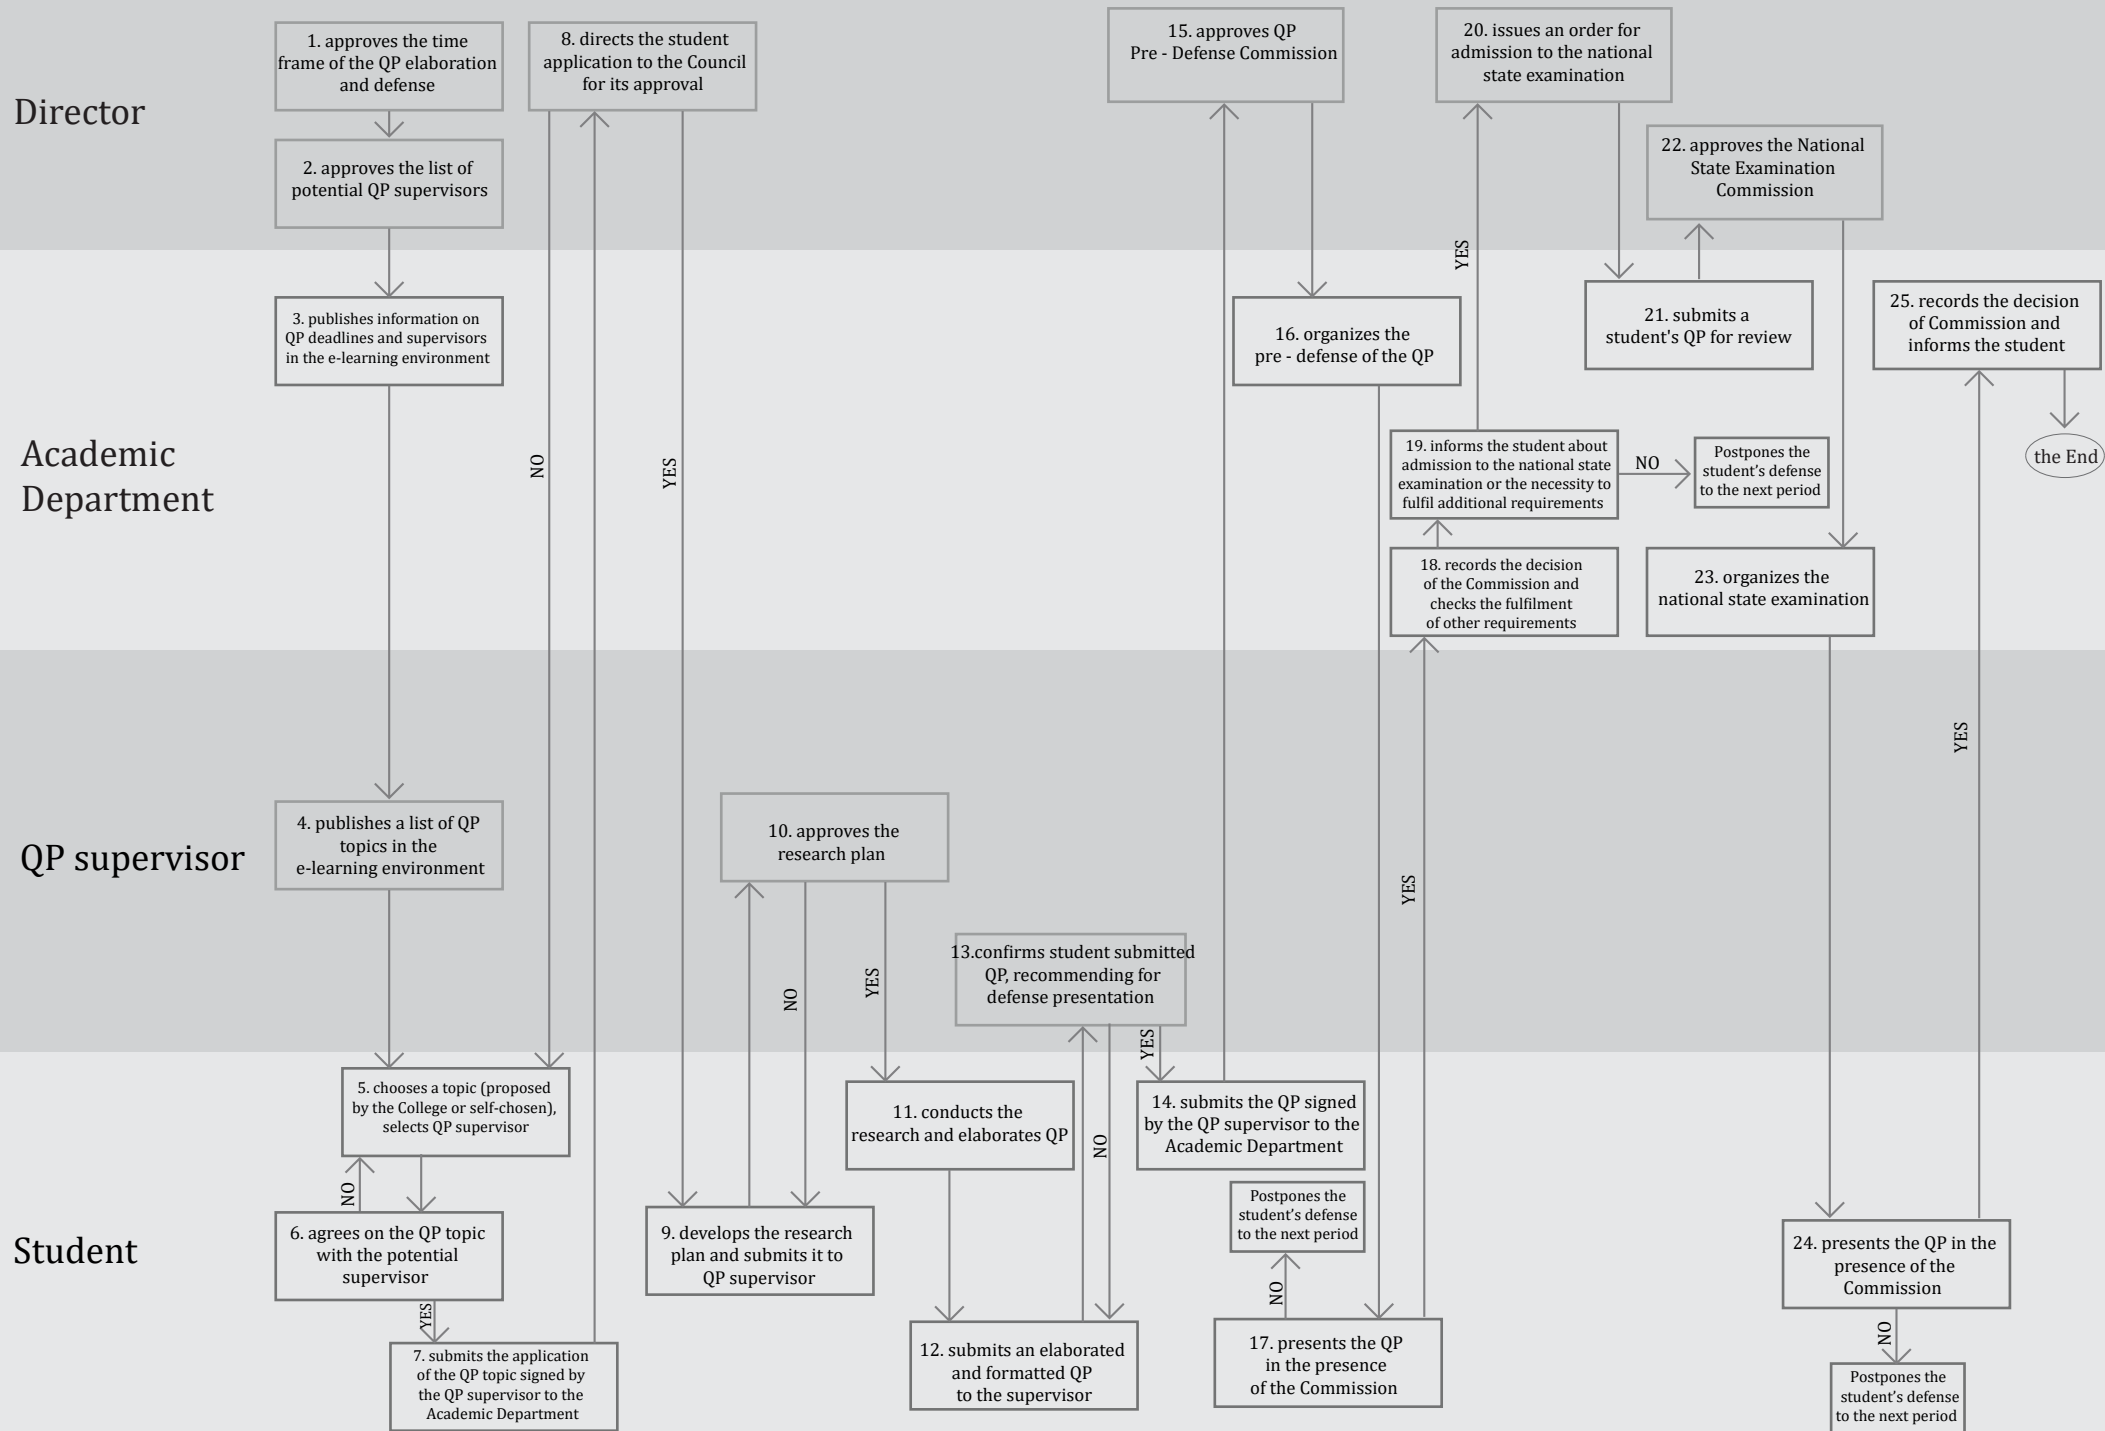 Director
1. approves the time
frame of the QP elaboration
and defense
2. approves the list of
potential QP supervisors
8. directs the student
application to the Council
for its approval
15. approves QP
Pre - Defense Commission
20. issues an order for
admission to the national
state examination
22. approves the National
State Examination
Commission
YES
Academic
Department
3. publishes information on
QP deadlines and supervisors
in the e-learning environment
NO
YES
16. organizes the
pre - defense of the QP
21. submits a
student's QP for review
25. records the decision
of Commission and
informs the student
19. informs the student about
admission to the national state
examination or the necessity to
fulfil additional requirements
NO
Postpones the
student’s defense
to the next period
the End
18. records the decision
of the Commission and
checks the fulfilment
of other requirements
23. organizes the
national state examination
QP supervisor
4. publishes a list of QP
topics in the
e-learning environment
10. approves the
research plan
NO
YES
13.confirms student submitted
QP, recommending for
defense presentation
YES
YES
YES
Student
5. chooses a topic (proposed
by the College or self-chosen),
selects QP supervisor
NO
6. agrees on the QP topic
with the potential
supervisor
YES
7. submits the application
of the QP topic signed by
the QP supervisor to the
Academic Department
9. develops the research
plan and submits it to
QP supervisor
11. conducts the
research and elaborates QP
NO
12. submits an elaborated
and formatted QP
to the supervisor
14. submits the QP signed
by the QP supervisor to the
Academic Department
Postpones the
student’s defense
to the next period
NO
17. presents the QP
in the presence
of the Commission
24. presents the QP in the
presence of the
Commission
NO
Postpones the
student’s defense
to the next period